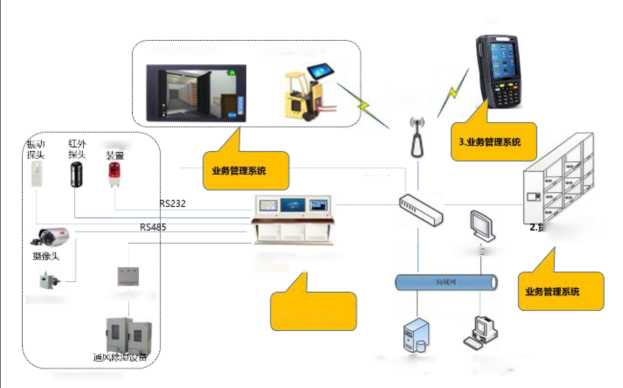 3.业务管理系统
振动
探头
红外
探头
装置
业务管理系统
RS232
RS485
摄像头
2.
局域网
业务管理系统
通风除湿设备